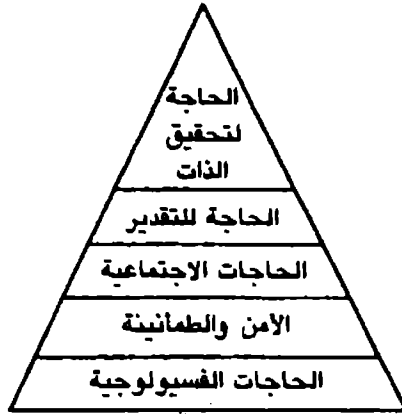 الحاجة
لتحقيق
الذات
الحاجة للتقدير
الحاجات الاجتماعية
الأمن والطمأنينة
الحاجات الفسيولوجية